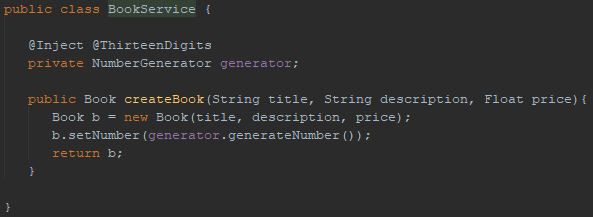 public class BookService {
@Inject @ThirteenDigits
private NumberGenerator generator;
public Book createBook(String title, String description, Float price){
Book b = new Book(title, description, price);
b.setNumber(generator.generateNumber());
return b;
}
}